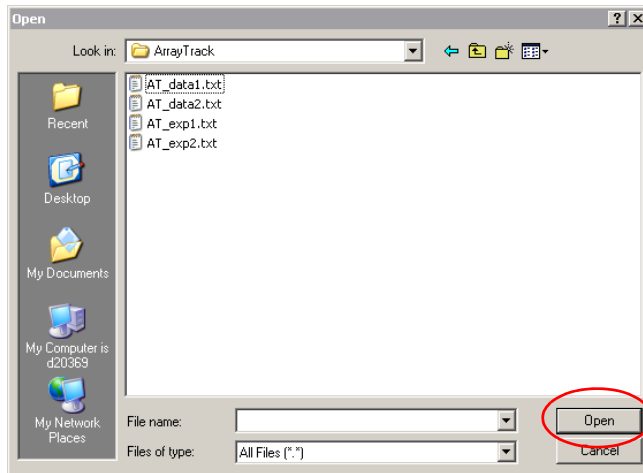 Open
Look in:
ArrayTrack
AT_data1.txt
AT_data2.txt
AT_exp1.txt
AT_exp2.txt
Recent
Desktop
My Documents
My Computer is
d20369
My Network
Places
File name:
Open
Files of type:
All Files (*.*)
Cancel